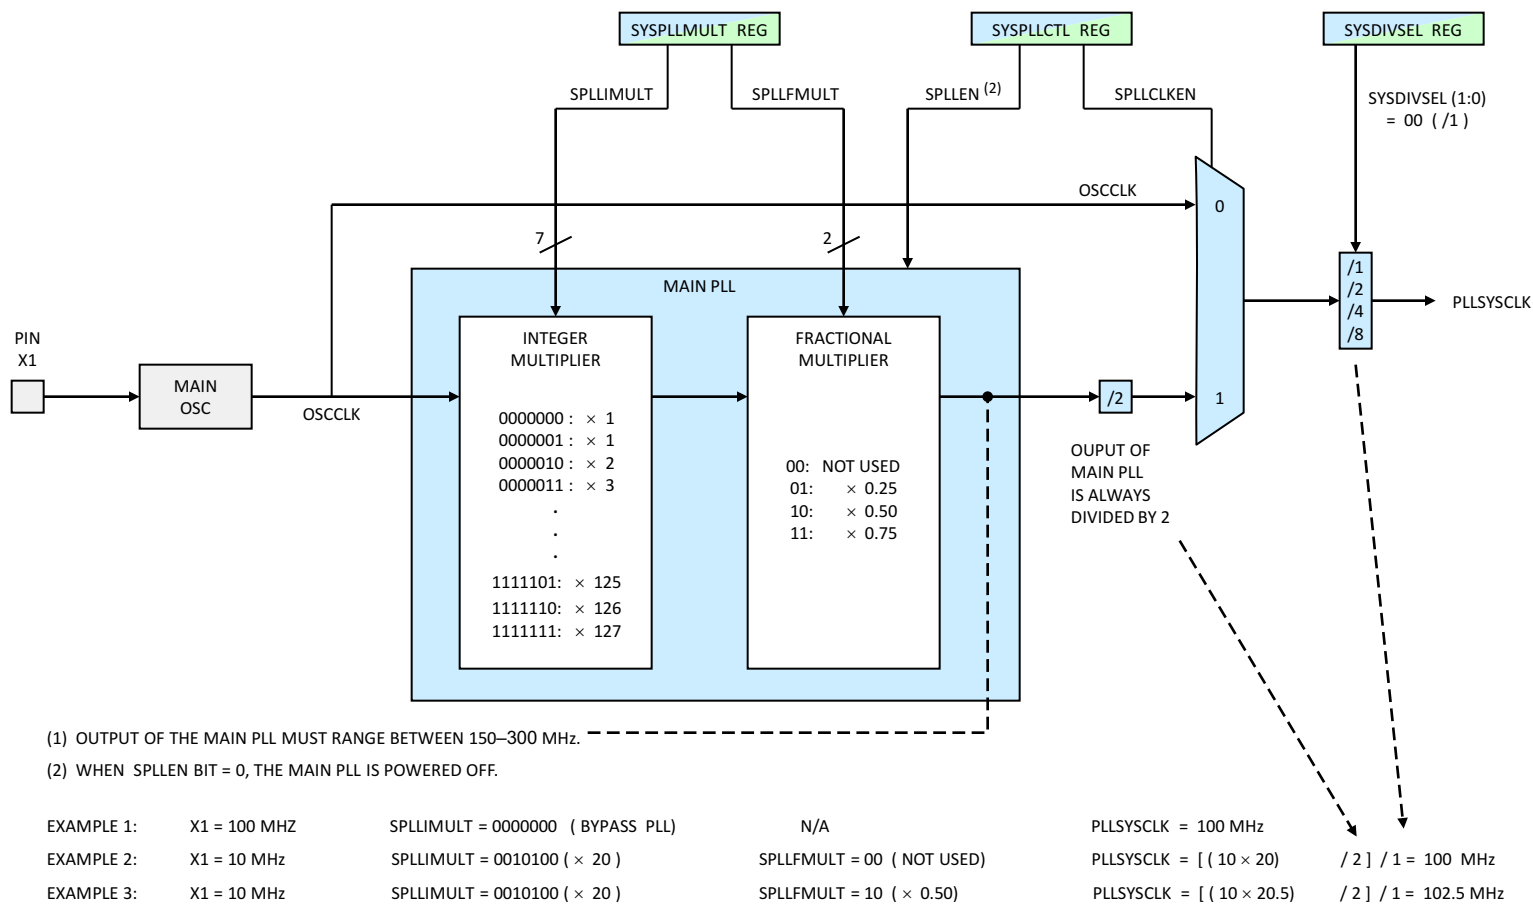 SYSPLLMULT REG
SYSPLLCTL REG
SYSDIVSEL REG
SPLLIMULT
SPLLFMULT
SPLLEN (2)
SPLLCLKEN
SYSDIVSEL (1:0)
= 00 ( /1 )
OSCCLK
0
7
2
MAIN PLL
/1
/2
/4
/8
PLLSYSCLK
PIN
X1
MAIN
OSC
OSCCLK
INTEGER
MULTIPLIER
0000000 : × 1
0000001 : × 1
0000010 : × 2
0000011 : × 3
.
.
.
1111101: × 125
1111110: × 126
1111111: × 127
FRACTIONAL
MULTIPLIER
00: NOT USED
01: × 0.25
10: × 0.50
11: × 0.75
/2
1
OUPUT OF
MAIN PLL
IS ALWAYS
DIVIDED BY 2
(1) OUTPUT OF THE MAIN PLL MUST RANGE BETWEEN 150–300 MHz.
(2) WHEN SPLLEN BIT = 0, THE MAIN PLL IS POWERED OFF.
EXAMPLE 1: X1 = 100 MHZ SPLLIMULT = 0000000 ( BYPASS PLL) N/A PLLSYSCLK = 100 MHz
EXAMPLE 2: X1 = 10 MHz SPLLIMULT = 0010100 ( × 20 ) SPLLFMULT = 00 ( NOT USED) PLLSYSCLK = [ ( 10 × 20) / 2 ] / 1 = 100 MHz
EXAMPLE 3: X1 = 10 MHz SPLLIMULT = 0010100 ( × 20 ) SPLLFMULT = 10 ( × 0.50) PLLSYSCLK = [ ( 10 × 20.5) / 2 ] / 1 = 102.5 MHz